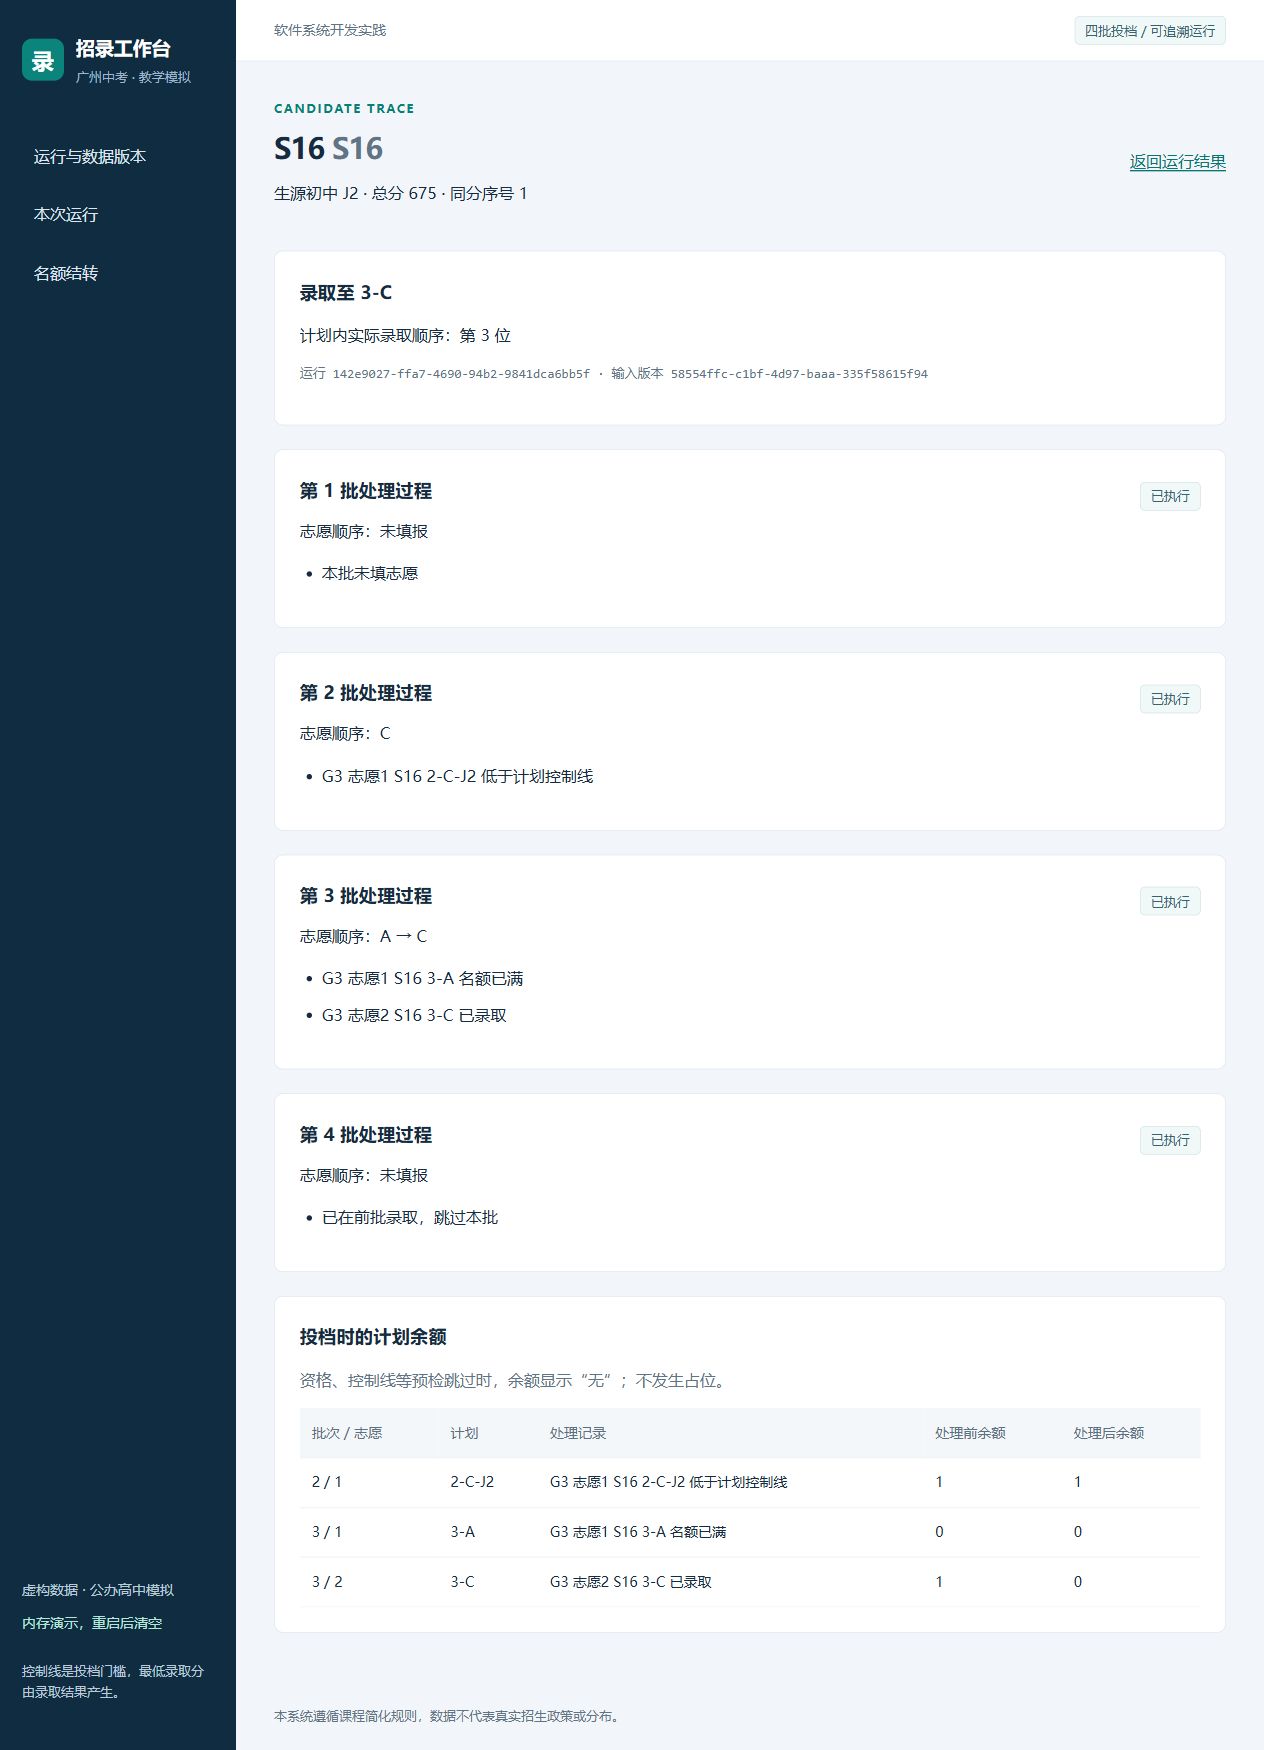 录
招录工作台
广州中考 · 教学模拟
运行与数据版本
本次运行
名额结转
虚构数据 · 公办高中模拟
内存演示，重启后清空
控制线是投档门槛，最低录取分
由录取结果产生。
软件系统开发实践
四批投档 / 可追溯运行
CANDIDATE TRACE
S16 S16
生源初中 J2 · 总分 675 · 同分序号 1
返回运行结果
录取至 3-C
计划内实际录取顺序：第 3 位
运行 142e9027-ffa7-4690-94b2-9841dca6bb5f · 输入版本 58554ffc-c1bf-4d97-baaa-335f58615f94
第 1 批处理过程
已执行
志愿顺序：未填报
• 本批未填志愿
第 2 批处理过程
已执行
志愿顺序：C
• G3 志愿1 S16 2-C-J2 低于计划控制线
第 3 批处理过程
已执行
志愿顺序：A → C
• G3 志愿1 S16 3-A 名额已满
• G3 志愿2 S16 3-C 已录取
第 4 批处理过程
已执行
志愿顺序：未填报
• 已在前批录取，跳过本批
投档时的计划余额
资格、控制线等预检跳过时，余额显示“无”；不发生占位。
批次 / 志愿 计划 处理记录 处理前余额 处理后余额
2 / 1 2-C-J2 G3 志愿1 S16 2-C-J2 低于计划控制线 1 1
3 / 1 3-A G3 志愿1 S16 3-A 名额已满 0 0
3 / 2 3-C G3 志愿2 S16 3-C 已录取 1 0
本系统遵循课程简化规则，数据不代表真实招生政策或分布。